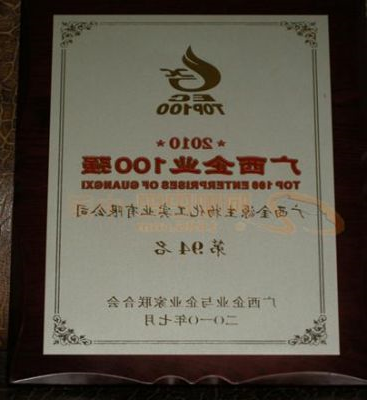 EC
TOP100
★ 2010 ★
广西企业100强
TOP 100 ENTERPRISES OF GUANGXI
广西金源生物化工实业有限公司
第94名
广西企业与企业家联合会
二〇一〇年七月